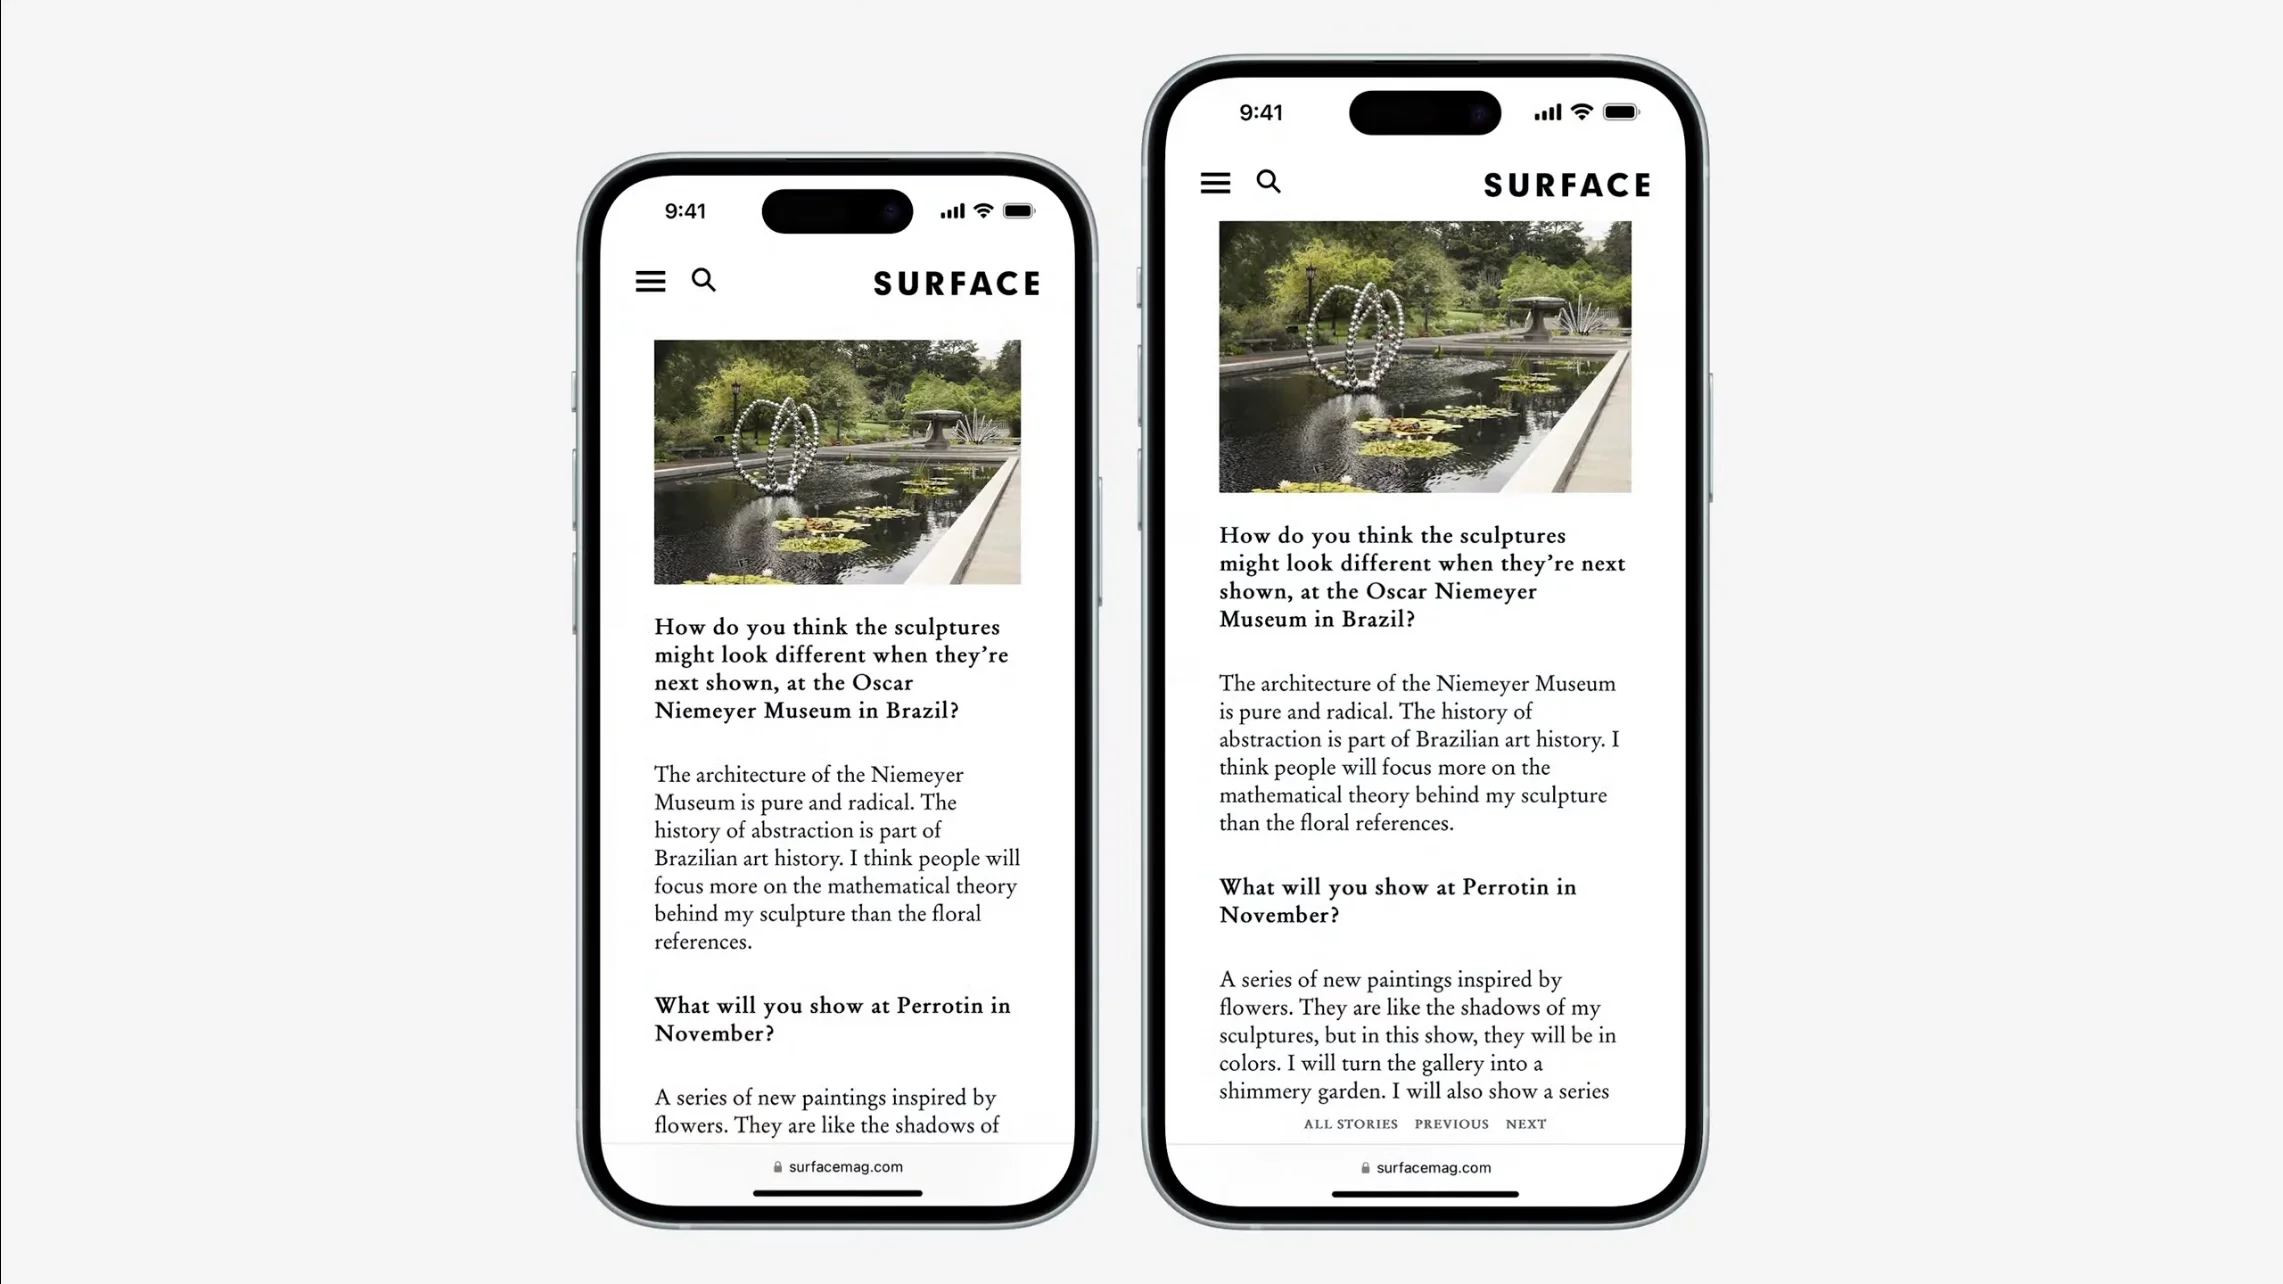 9:41
SURFACE
How do you think the sculptures
might look different when they’re
next shown, at the Oscar
Niemeyer Museum in Brazil?
The architecture of the Niemeyer
Museum is pure and radical. The
history of abstraction is part of
Brazilian art history. I think people will
focus more on the mathematical theory
behind my sculpture than the floral
references.
What will you show at Perrotin in
November?
A series of new paintings inspired by
flowers. They are like the shadows of
surfacemag.com
9:41
SURFACE
How do you think the sculptures
might look different when they’re next
shown, at the Oscar Niemeyer
Museum in Brazil?
The architecture of the Niemeyer Museum
is pure and radical. The history of
abstraction is part of Brazilian art history. I
think people will focus more on the
mathematical theory behind my sculpture
than the floral references.
What will you show at Perrotin in
November?
A series of new paintings inspired by
flowers. They are like the shadows of my
sculptures, but in this show, they will be in
colors. I will turn the gallery into a
shimmery garden. I will also show a series
ALL STORIES PREVIOUS NEXT
surfacemag.com